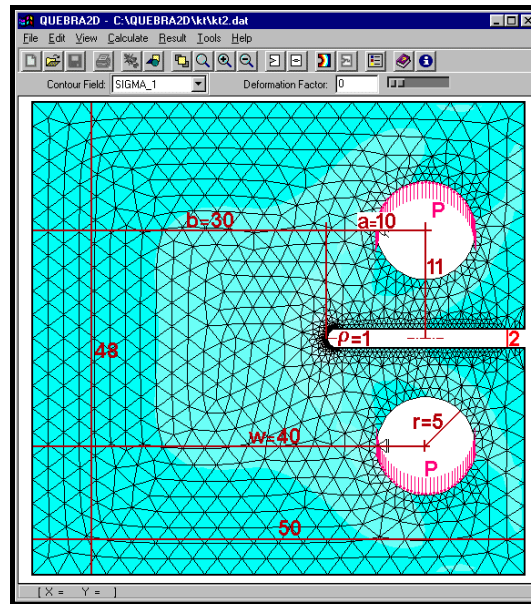 QUEBRA2D - C:\QUEBRA2D\kt\kt2.dat
File Edit View Calculate Result Tools Help
Contour Field: SIGMA_1 Deformation Factor: 0
P
b=30 a=10
11
ρ=1 2
48
r=5
w=40
P
50
[ X = Y = ]